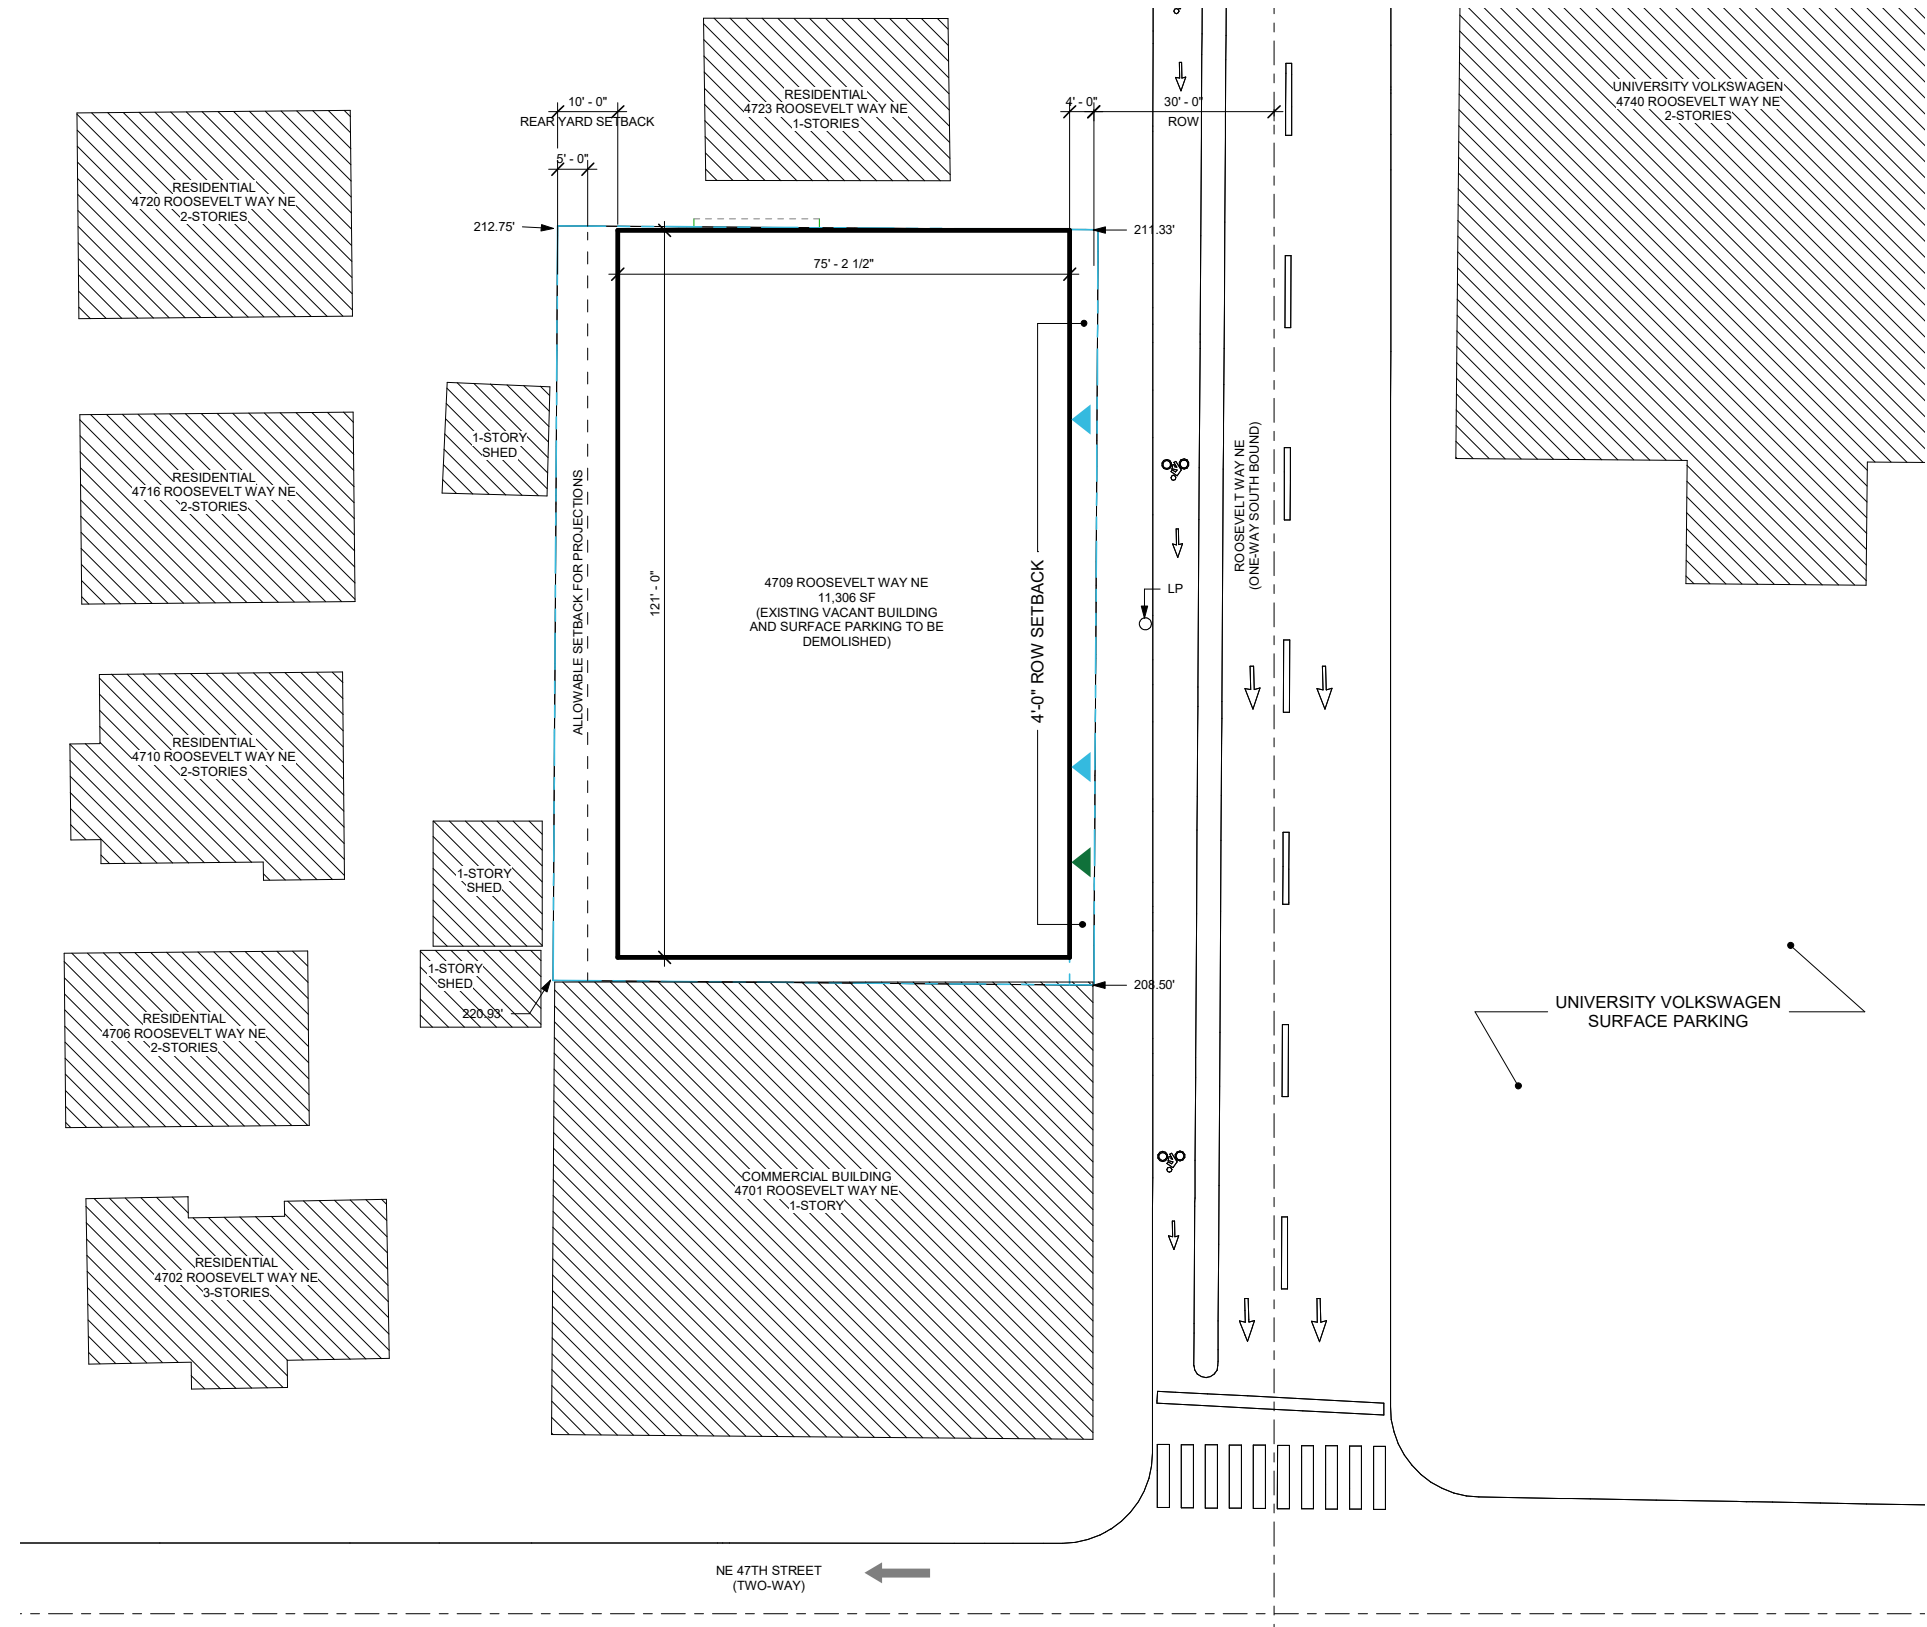 UNIVERSITY VOLKSWAGEN
4740 ROOSEVELT WAY NE
2-STORIES
RESIDENTIAL
4723 ROOSEVELT WAY NE
1-STORIES
10' - 0"
REAR YARD SETBACK
4' - 0"
30' - 0"
ROW
5' - 0"
RESIDENTIAL
4720 ROOSEVELT WAY NE
2-STORIES
212.75'
211.33'
75' - 2 1/2"
1-STORY
SHED
RESIDENTIAL
4716 ROOSEVELT WAY NE
2-STORIES
ALLOWABLE SETBACK FOR PROJECTIONS
121' - 0"
4709 ROOSEVELT WAY NE
11,306 SF
(EXISTING VACANT BUILDING
AND SURFACE PARKING TO BE
DEMOLISHED)
4'-0" ROW SETBACK
LP
ROOSEVELT WAY NE
(ONE-WAY SOUTH BOUND)
RESIDENTIAL
4710 ROOSEVELT WAY NE
2-STORIES
1-STORY
SHED
1-STORY
SHED
220.93'
208.50'
UNIVERSITY VOLKSWAGEN
SURFACE PARKING
RESIDENTIAL
4706 ROOSEVELT WAY NE
2-STORIES
COMMERCIAL BUILDING
4701 ROOSEVELT WAY NE
1-STORY
RESIDENTIAL
4702 ROOSEVELT WAY NE
3-STORIES
NE 47TH STREET
(TWO-WAY)